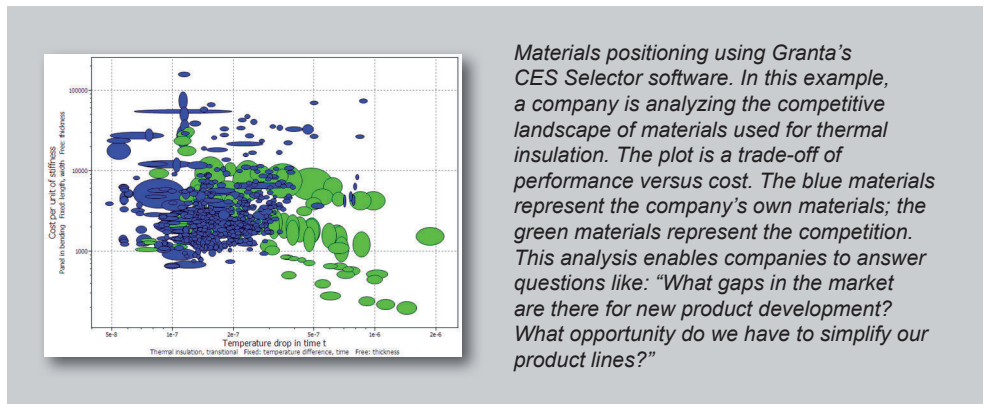 Materials positioning using Granta's
CES Selector software. In this example,
a company is analyzing the competitive
landscape of materials used for thermal
insulation. The plot is a trade-off of
performance versus cost. The blue materials
represent the company's own materials; the
green materials represent the competition.
This analysis enables companies to answer
questions like: "What gaps in the market
are there for new product development?
What opportunity do we have to simplify our
product lines?"
Cost per unit of stiffness
Panel in bending Fixed: length, width Free: thickness
100000
10000
1000
5e-8 1e-7 2e-7 5e-7 1e-6 2e-6
Temperature drop in time t
Thermal insulation, transitional Fixed: temperature difference, time Free: thickness